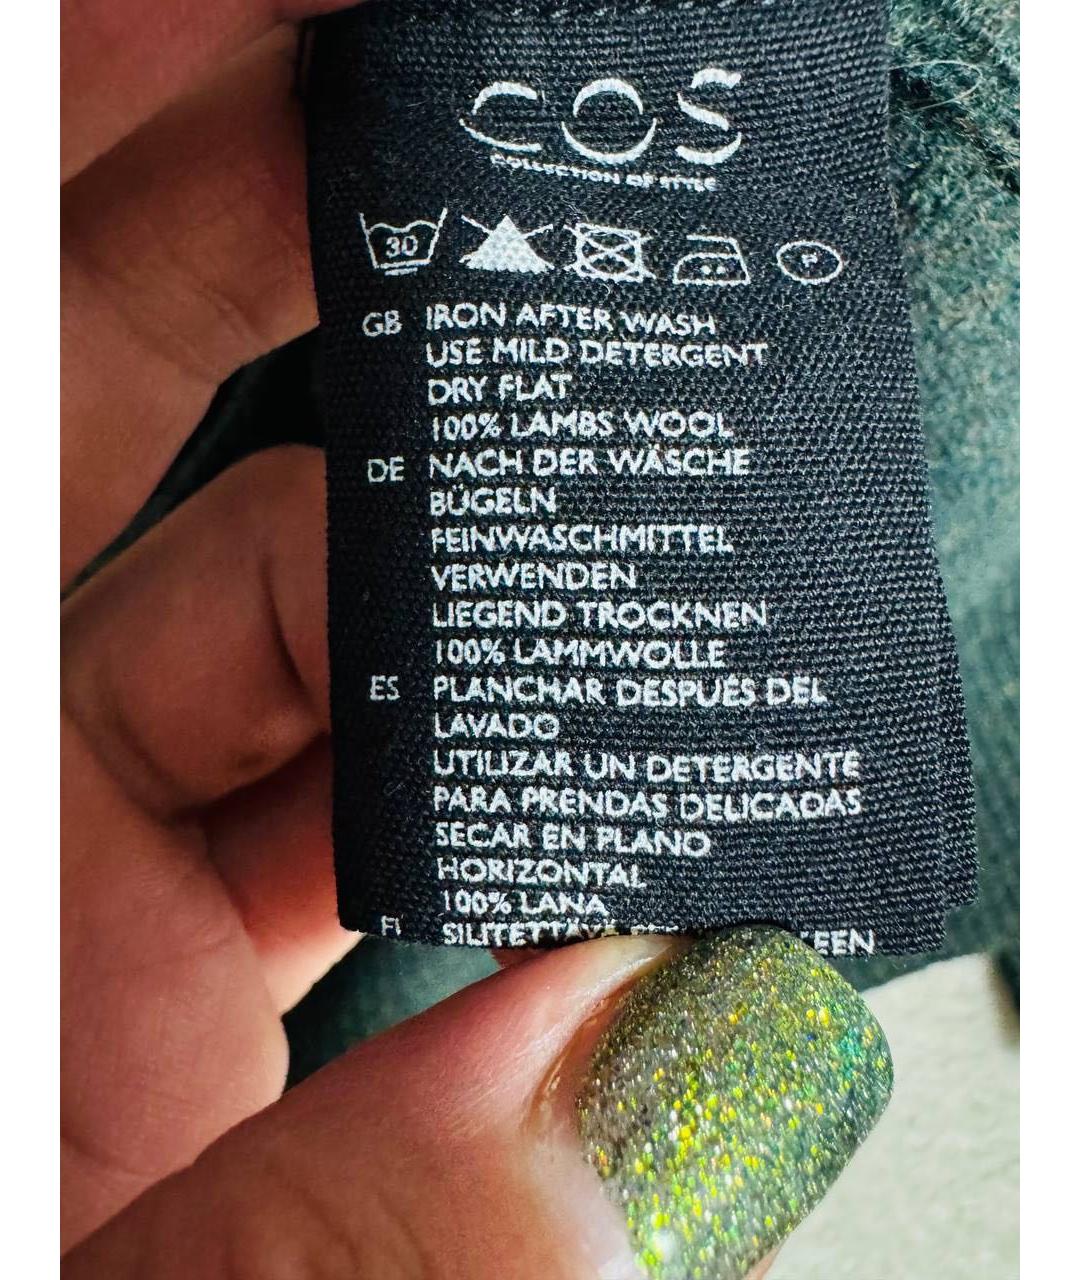 COS
COLLECTION OF STYLE
30 P
GB IRON AFTER WASH
USE MILD DETERGENT
DRY FLAT
100% LAMBS WOOL
DE NACH DER WÄSCHE
BÜGELN
FEINWASCHMITTEL
VERWENDEN
LIEGEND TROCKNEN
100% LAMMWOLLE
ES PLANCHAR DESPUÉS DEL
LAVADO
UTILIZAR UN DETERGENTE
PARA PRENDAS DELICADAS
SECAR EN PLANO
HORIZONTAL
100% LANA
FI